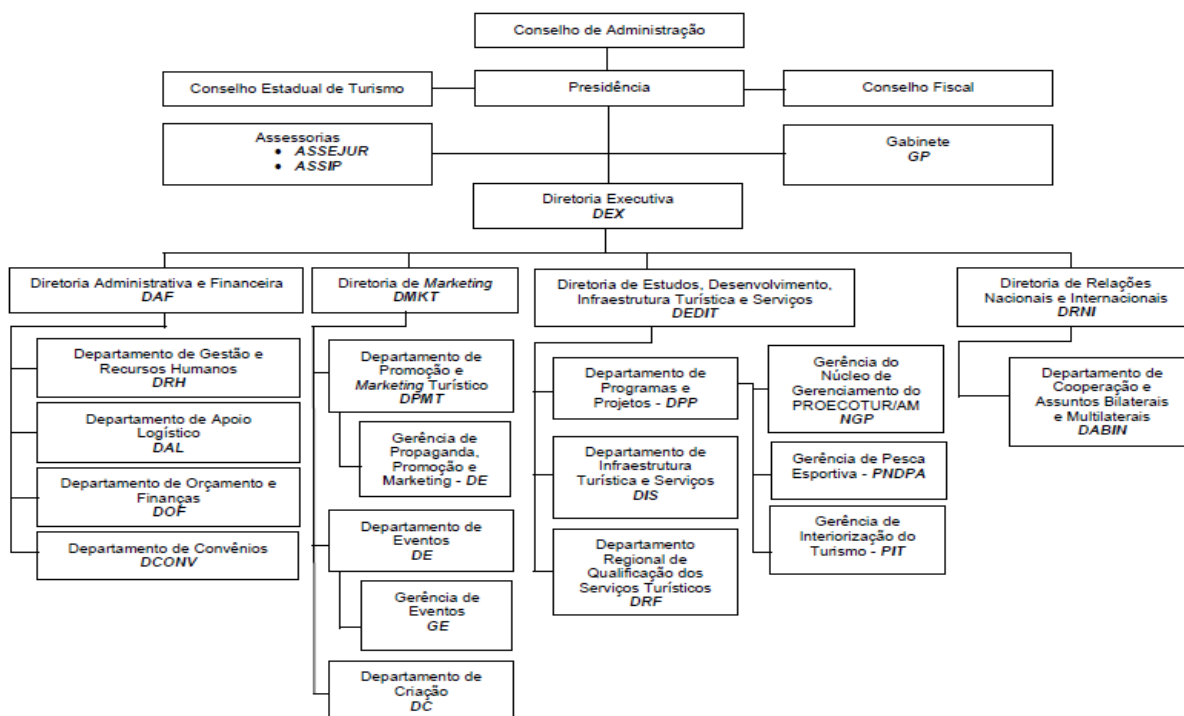 Conselho de Administração
Conselho Estadual de Turismo
Presidência
Conselho Fiscal
Assessorias
• ASSEJUR
• ASSIP
Gabinete
GP
Diretoria Executiva
DEX
Diretoria Administrativa e Financeira
DAF
Diretoria de Marketing
DMKT
Diretoria de Estudos, Desenvolvimento,
Infraestrutura Turística e Serviços
DEDIT
Diretoria de Relações
Nacionais e Internacionais
DRNI
Departamento de Gestão e
Recursos Humanos
DRH
Departamento de Apoio
Logístico
DAL
Departamento de Orçamento e
Finanças
DOF
Departamento de Convênios
DCONV
Departamento de
Promoção e
Marketing Turístico
DPMT
Gerência de
Propaganda,
Promoção e
Marketing - DE
Departamento de
Eventos
DE
Gerência de
Eventos
GE
Departamento de
Criação
DC
Departamento de
Programas e
Projetos - DPP
Departamento de
Infraestrutura
Turística e Serviços
DIS
Departamento
Regional de
Qualificação dos
Serviços Turísticos
DRF
Gerência do
Núcleo de
Gerenciamento do
PROECOTUR/AM
NGP
Gerência de Pesca
Esportiva - PNDPA
Gerência de
Interiorização do
Turismo - PIT
Departamento de
Cooperação e
Assuntos Bilaterais
e Multilaterais
DABIN